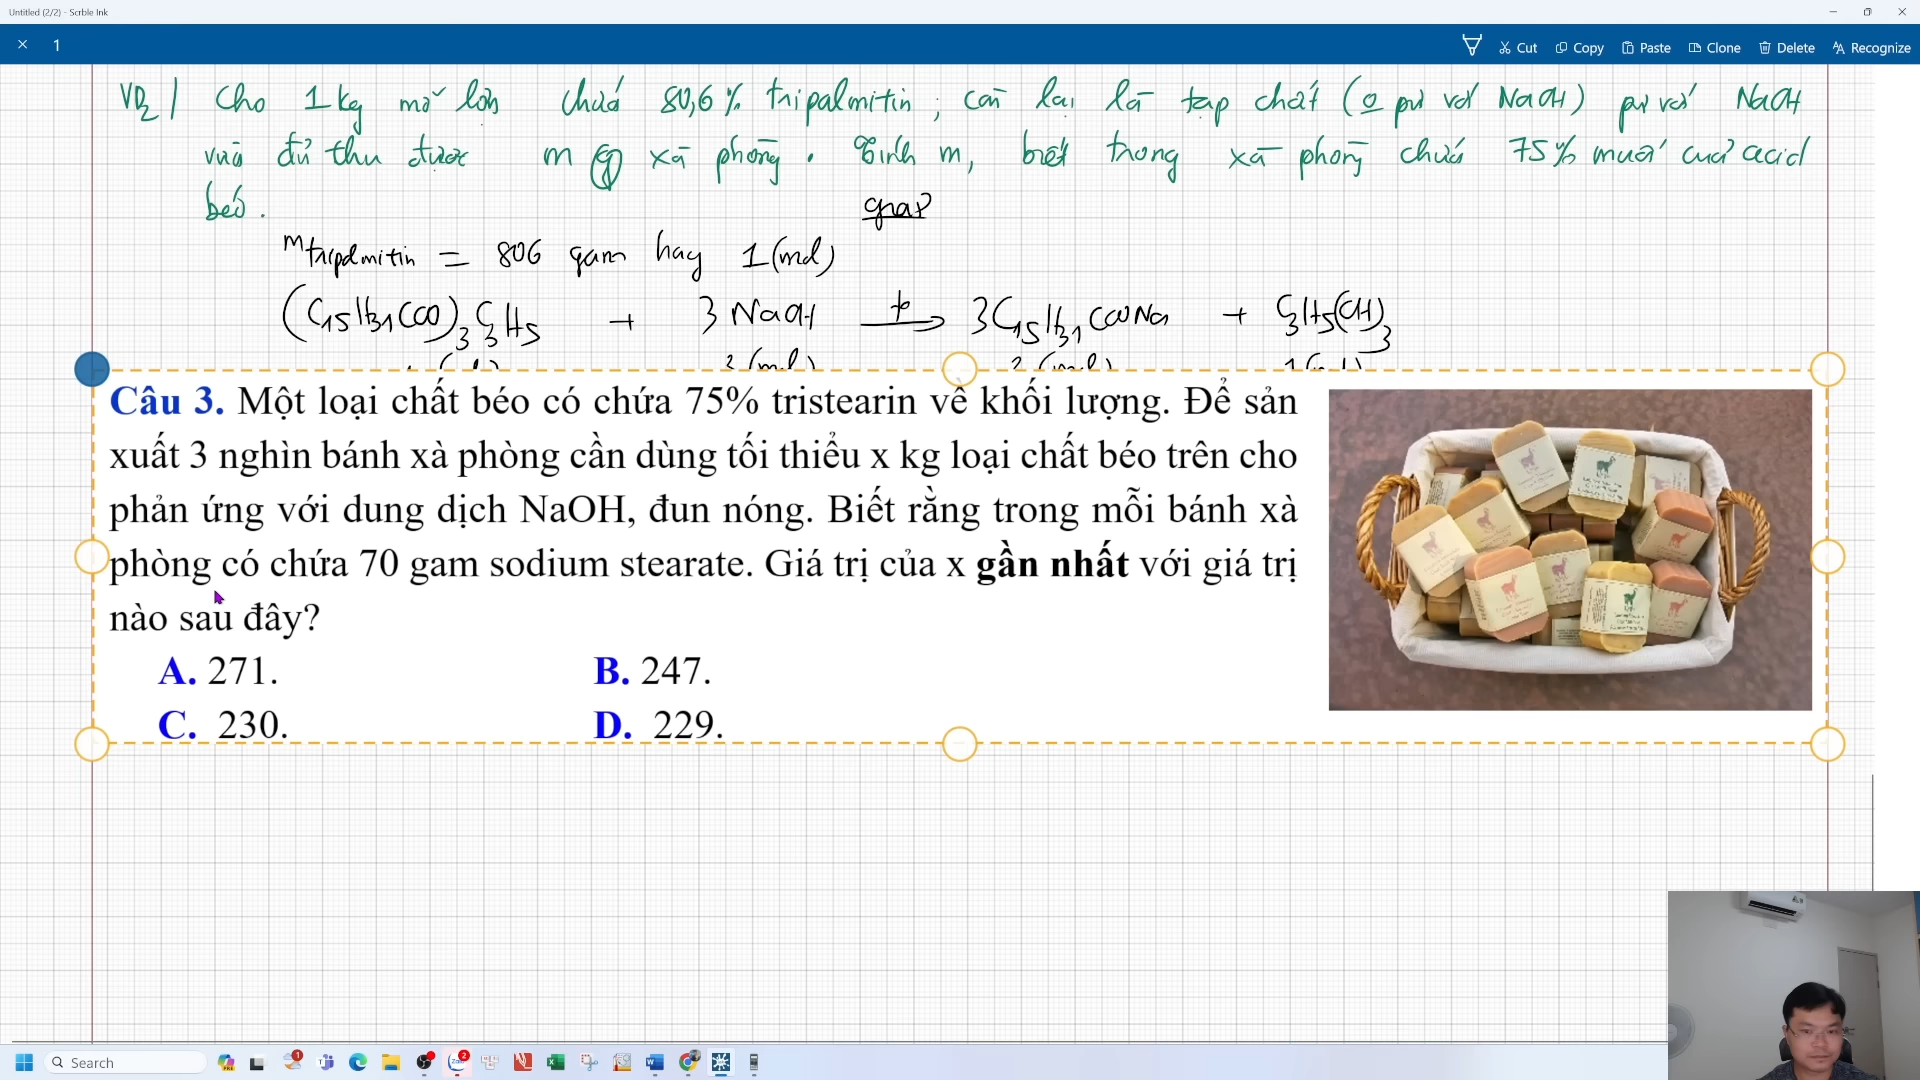 Untitled (2/2) - Scrble Ink
1
Cut Copy Paste Clone Delete Recognize
VD2 | Cho 1 kg mỡ lợn chứa 80,6% tripalmitin, còn lại là tạp chất (0 pư với NaOH) pư với NaOH
vừa đủ thu được m g xà phòng. Tính m, biết trong xà phòng chứa 75% muối của acid
béo.
giải
m tripalmitin = 806 gam hay 1 (mol)
(C15H31COO)3C3H5 + 3 NaOH → 3C15H31COONa + C3H5(OH)3
Câu 3. Một loại chất béo có chứa 75% tristearin về khối lượng. Để sản
xuất 3 nghìn bánh xà phòng cần dùng tối thiểu x kg loại chất béo trên cho
phản ứng với dung dịch NaOH, đun nóng. Biết rằng trong mỗi bánh xà
phòng có chứa 70 gam sodium stearate. Giá trị của x gần nhất với giá trị
nào sau đây?
A. 271. B. 247.
C. 230. D. 229.
Search